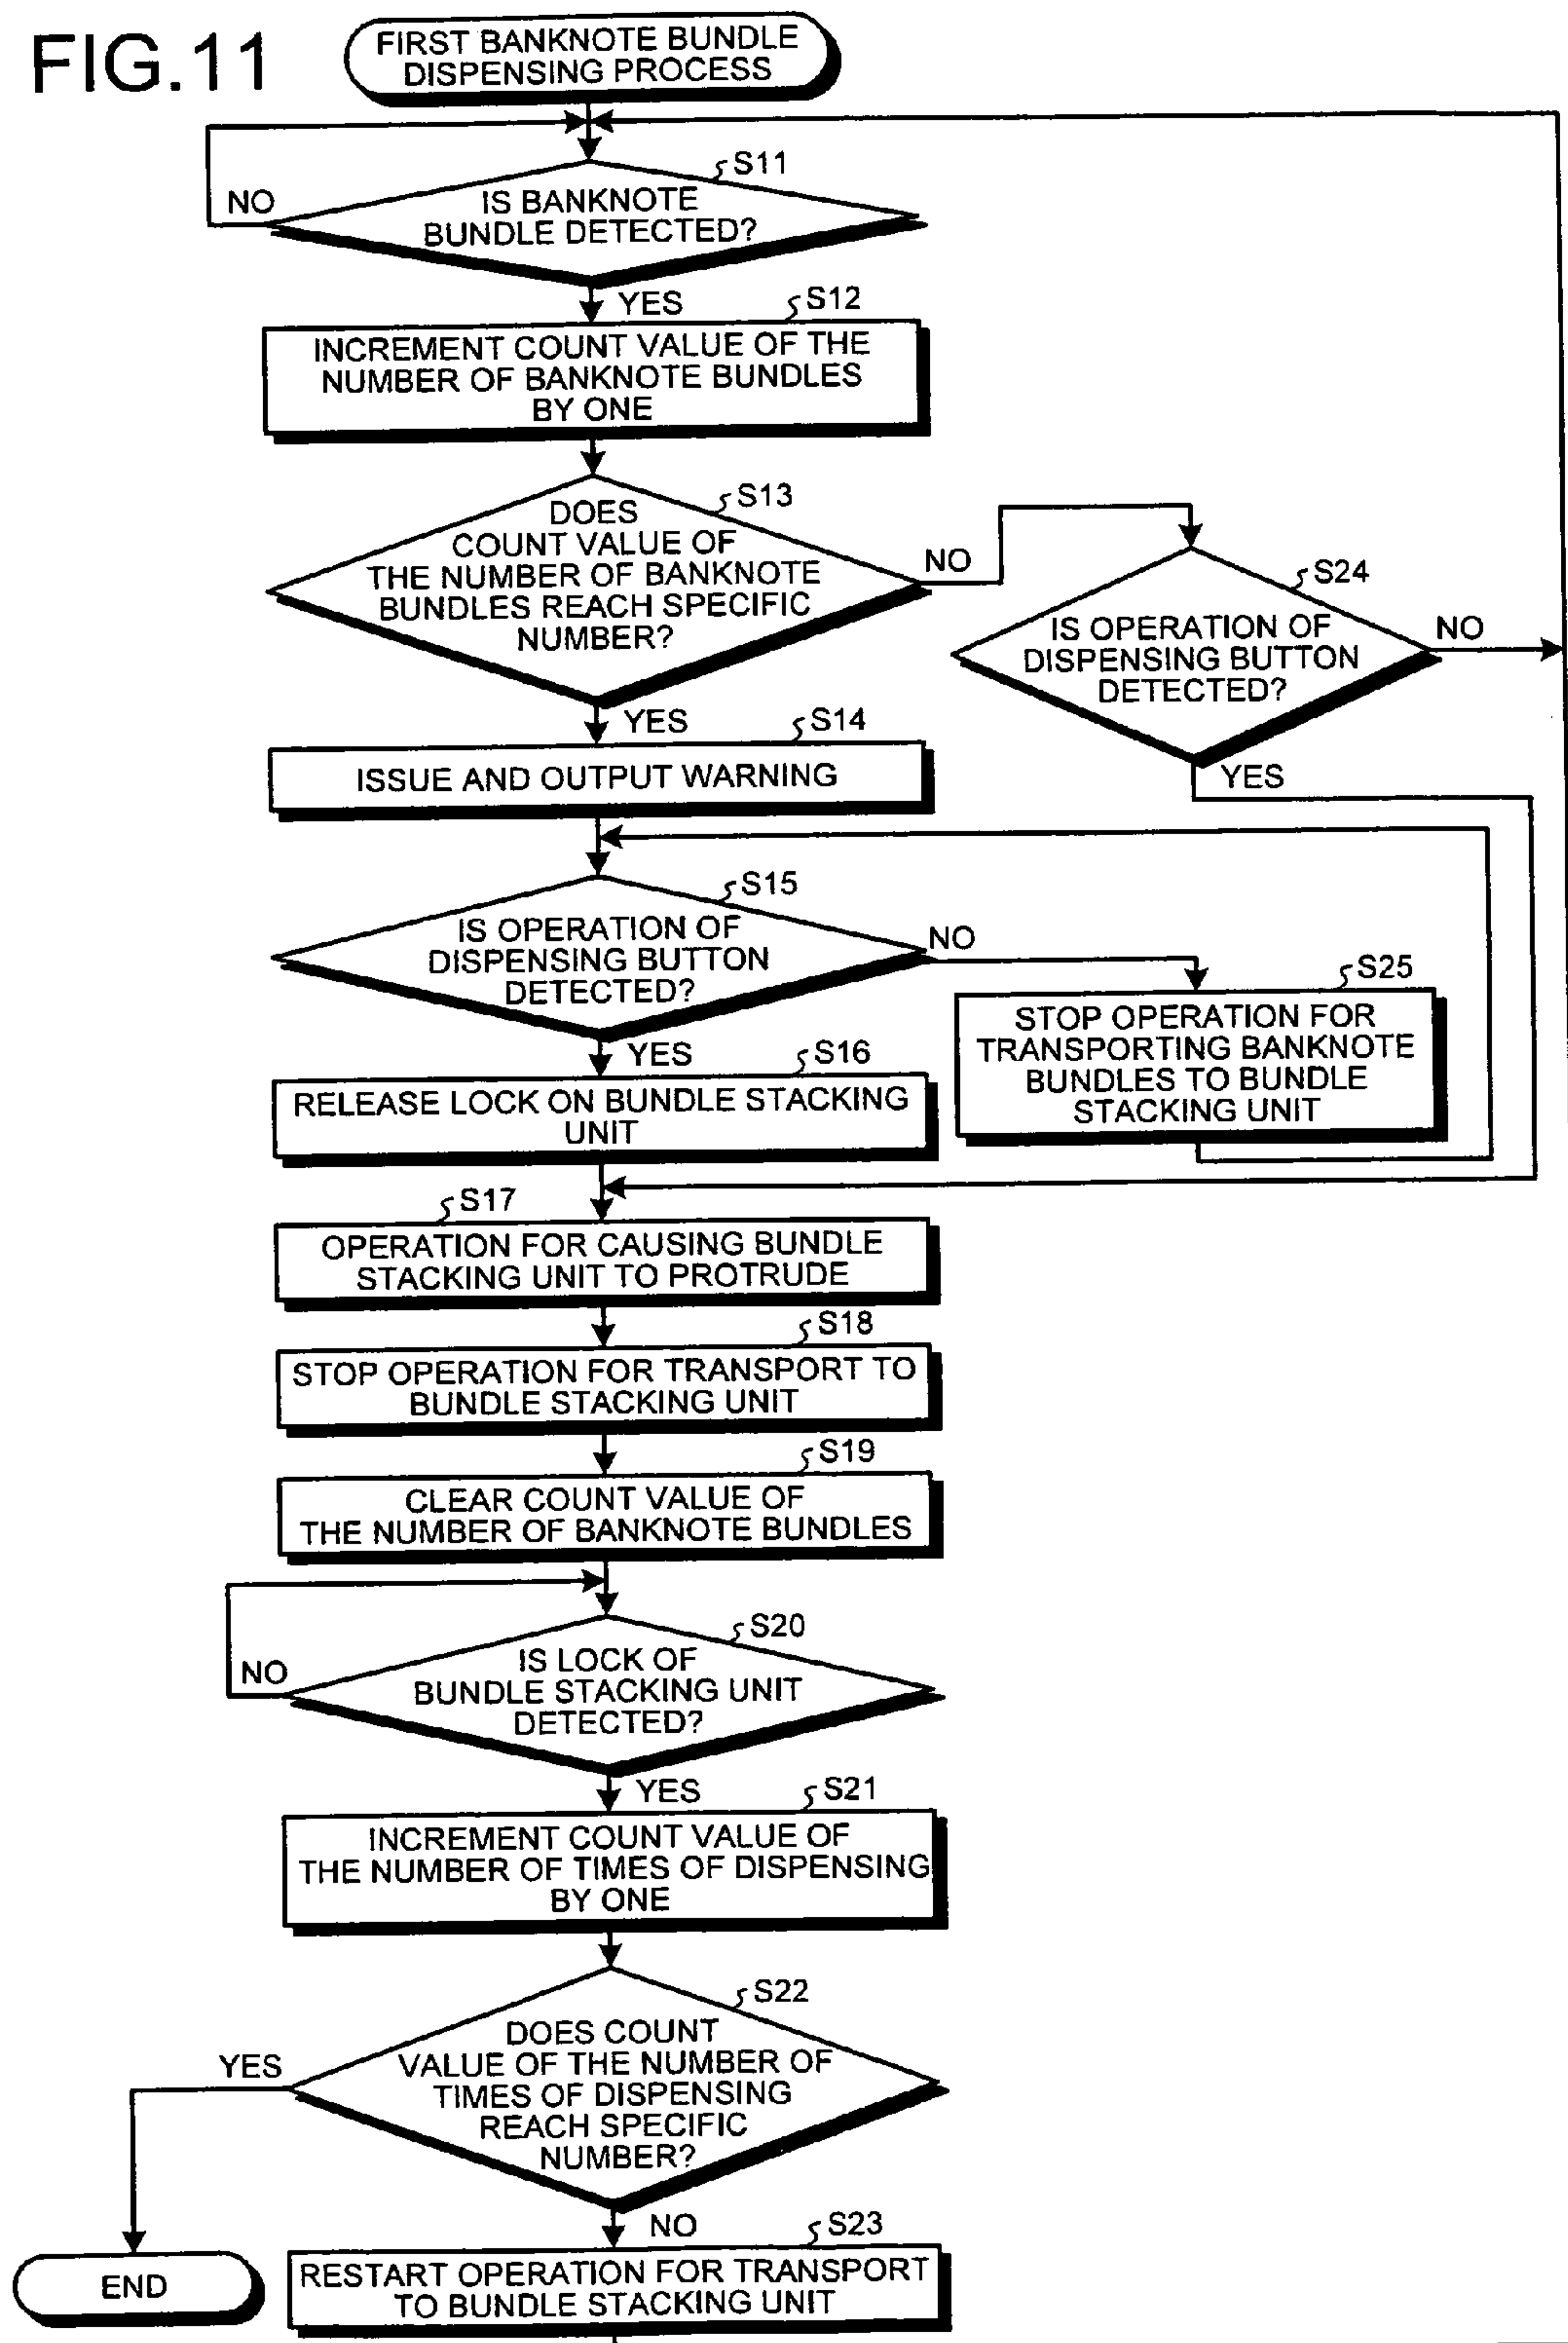 FIG.11
FIRST BANKNOTE BUNDLE
DISPENSING PROCESS
S11
IS BANKNOTE
BUNDLE DETECTED?
NO
YES
S12
INCREMENT COUNT VALUE OF THE
NUMBER OF BANKNOTE BUNDLES
BY ONE
S13
DOES
COUNT VALUE OF
THE NUMBER OF BANKNOTE
BUNDLES REACH SPECIFIC
NUMBER?
NO
S24
IS OPERATION OF
DISPENSING BUTTON
DETECTED?
NO
YES
YES
S14
ISSUE AND OUTPUT WARNING
S15
IS OPERATION OF
DISPENSING BUTTON
DETECTED?
NO
S25
STOP OPERATION FOR
TRANSPORTING BANKNOTE
BUNDLES TO BUNDLE
STACKING UNIT
YES
S16
RELEASE LOCK ON BUNDLE STACKING
UNIT
S17
OPERATION FOR CAUSING BUNDLE
STACKING UNIT TO PROTRUDE
S18
STOP OPERATION FOR TRANSPORT TO
BUNDLE STACKING UNIT
S19
CLEAR COUNT VALUE OF
THE NUMBER OF BANKNOTE BUNDLES
S20
IS LOCK OF
BUNDLE STACKING UNIT
DETECTED?
NO
YES
S21
INCREMENT COUNT VALUE OF
THE NUMBER OF TIMES OF DISPENSING
BY ONE
S22
DOES COUNT
VALUE OF THE NUMBER OF
TIMES OF DISPENSING
REACH SPECIFIC
NUMBER?
YES
NO
END
S23
RESTART OPERATION FOR TRANSPORT
TO BUNDLE STACKING UNIT